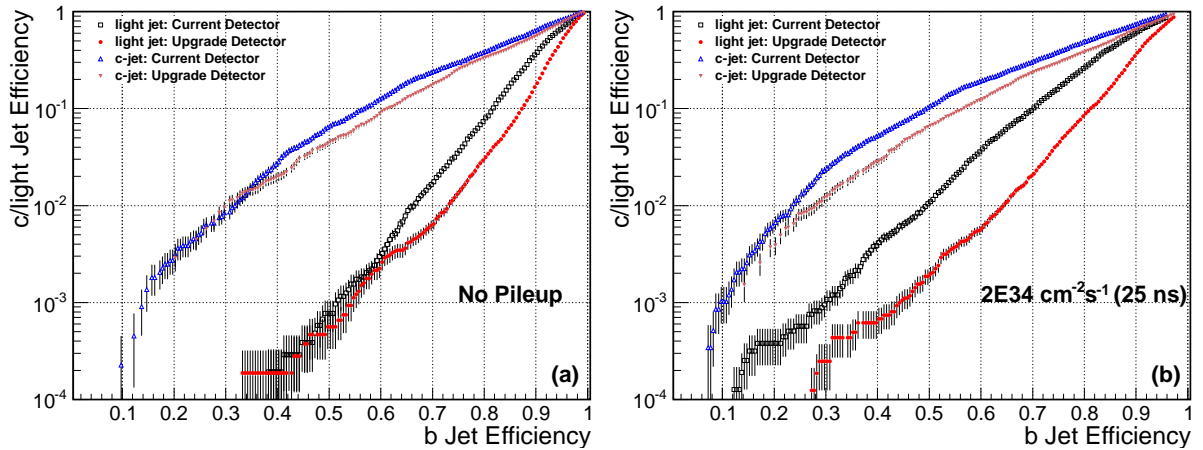 c/light Jet Efficiency
1
10⁻¹
10⁻²
10⁻³
10⁻⁴
light jet: Current Detector
light jet: Upgrade Detector
c-jet: Current Detector
c-jet: Upgrade Detector
No Pileup
(a)
0.1 0.2 0.3 0.4 0.5 0.6 0.7 0.8 0.9 1
b Jet Efficiency
c/light Jet Efficiency
1
10⁻¹
10⁻²
10⁻³
10⁻⁴
light jet: Current Detector
light jet: Upgrade Detector
c-jet: Current Detector
c-jet: Upgrade Detector
2E34 cm⁻²s⁻¹ (25 ns)
(b)
0.1 0.2 0.3 0.4 0.5 0.6 0.7 0.8 0.9 1
b Jet Efficiency